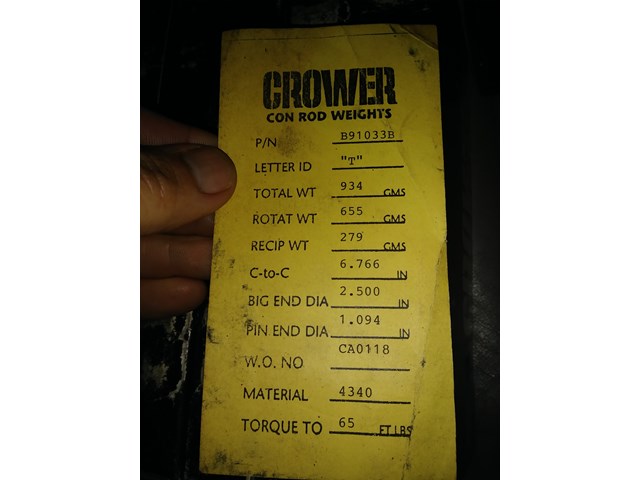 CROWER
CON ROD WEIGHTS
P/N B91033B
LETTER ID "T"
TOTAL WT 934 GMS
ROTAT WT 655 GMS
RECIP WT 279 GMS
C-to-C 6.766 IN
BIG END DIA 2.500 IN
PIN END DIA 1.094 IN
W.O. NO CA0118
MATERIAL 4340
TORQUE TO 65 FT LBS